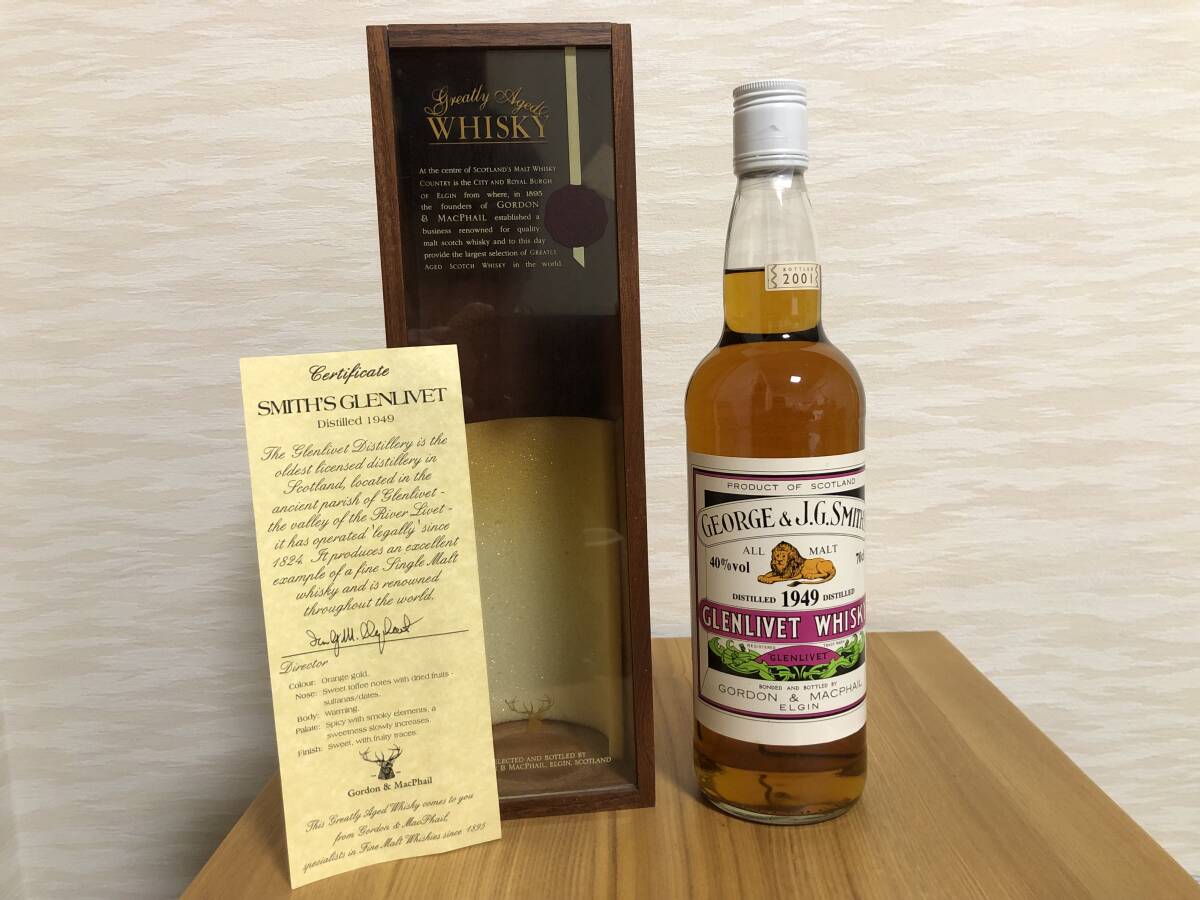 Greatly Aged
WHISKY
At the centre of SCOTLAND'S MALT WHISKY
COUNTRY is the CITY AND ROYAL BURGH
OF ELGIN from where, in 1895
the founders of GORDON
& MACPHAIL established a
business renowned for quality
malt scotch whisky and to this day
provide the largest selection of GREATLY
AGED SCOTCH WHISKY in the world.
ELECTED AND BOTTLED BY
& MACPHAIL, ELGIN, SCOTLAND
Certificate
SMITH'S GLENLIVET
Distilled 1949
The Glenlivet Distillery is the
oldest licensed distillery in
Scotland, located in the
ancient parish of Glenlivet -
the valley of the River Livet -
it has operated 'legally' since
1824. It produces an excellent
example of a fine Single Malt
whisky and is renowned
throughout the world.
Director
Colour: Orange gold.
Nose: Sweet toffee notes with dried fruits -
sultanas/dates.
Body: Warming.
Palate: Spicy with smoky elements, a
sweetness slowly increases.
Finish: Sweet, with fruity traces.
Gordon & MacPhail
This Greatly Aged Whisky comes to you
from Gordon & MacPhail,
specialists in Fine Malt Whiskies since 1895
BOTTLED
2001
PRODUCT OF SCOTLAND
GEORGE & J.G. SMITH
ALL MALT
40%vol 70cl
DISTILLED 1949 DISTILLED
GLENLIVET WHISKY
REGISTERED TRADE MARK
GLENLIVET
BONDED AND BOTTLED BY
GORDON & MACPHAIL
ELGIN